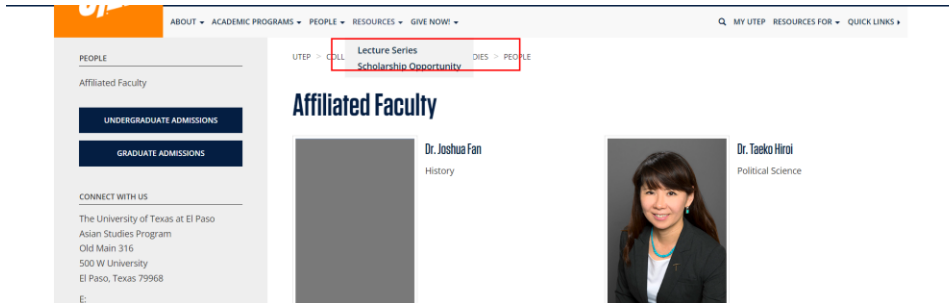 ABOUT ACADEMIC PROGRAMS PEOPLE RESOURCES GIVE NOW! MY UTEP RESOURCES FOR QUICK LINKS
PEOPLE
Affiliated Faculty
UNDERGRADUATE ADMISSIONS
GRADUATE ADMISSIONS
CONNECT WITH US
The University of Texas at El Paso
Asian Studies Program
Old Main 316
500 W University
El Paso, Texas 79968
E:
Lecture Series
Scholarship Opportunity
UTEP > > PEOPLE
Affiliated Faculty
Dr. Joshua Fan
History
Dr. Taeko Hiroi
Political Science